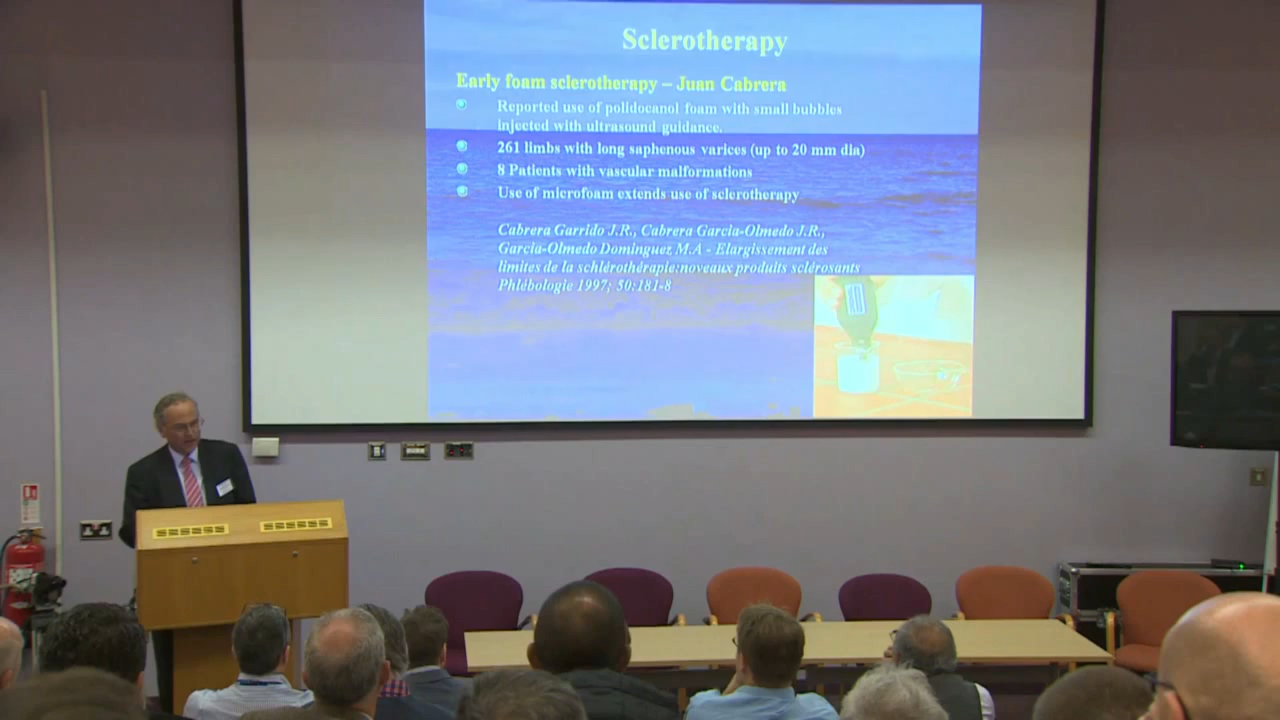 Sclerotherapy
Early foam sclerotherapy – Juan Cabrera
Reported use of polidocanol foam with small bubbles
injected with ultrasound guidance.
261 limbs with long saphenous varices (up to 20 mm dia)
8 Patients with vascular malformations
Use of microfoam extends use of sclerotherapy
Cabrera Garrido J.R., Cabrera Garcia-Olmedo J.R.,
Garcia-Olmedo Dominguez M.A - Elargissement des
limites de la schlérothérapie:noveaux produits sclérosants
Phlébologie 1997; 50:181-8